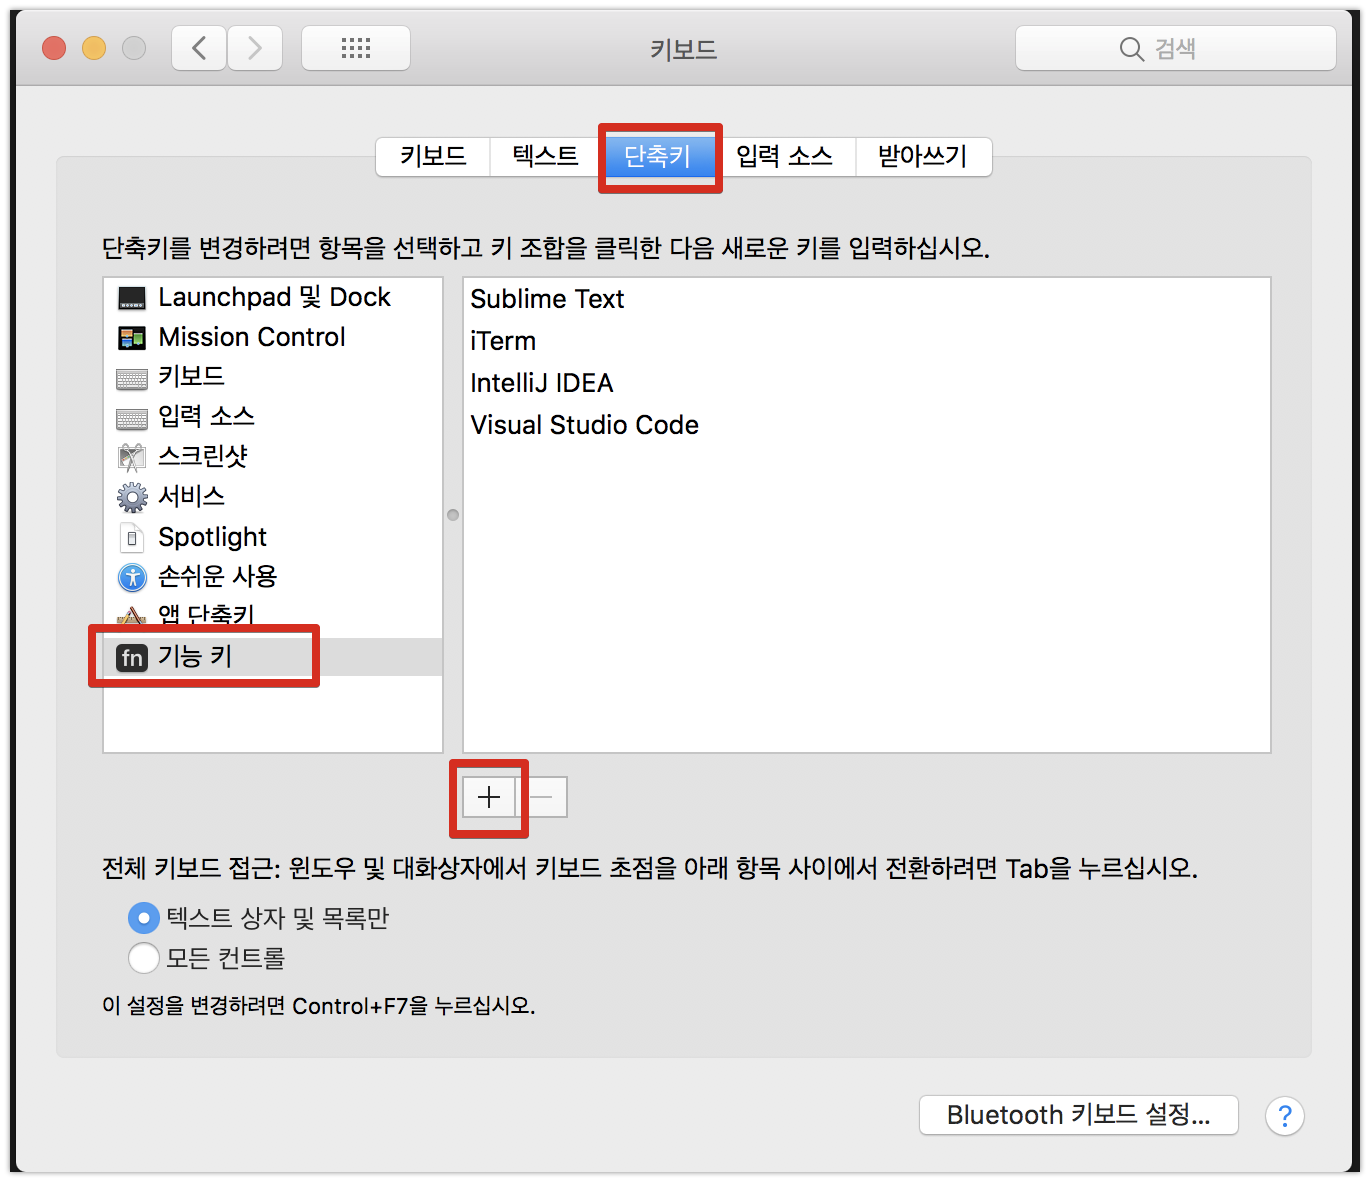 키보드
검색
키보드 텍스트 단축키 입력 소스 받아쓰기
단축키를 변경하려면 항목을 선택하고 키 조합을 클릭한 다음 새로운 키를 입력하십시오.
Launchpad 및 Dock
Mission Control
키보드
입력 소스
스크린샷
서비스
Spotlight
손쉬운 사용
앱 단축키
fn 기능 키
Sublime Text
iTerm
IntelliJ IDEA
Visual Studio Code
전체 키보드 접근: 윈도우 및 대화상자에서 키보드 초점을 아래 항목 사이에서 전환하려면 Tab을 누르십시오.
텍스트 상자 및 목록만
모든 컨트롤
이 설정을 변경하려면 Control+F7을 누르십시오.
Bluetooth 키보드 설정...
?